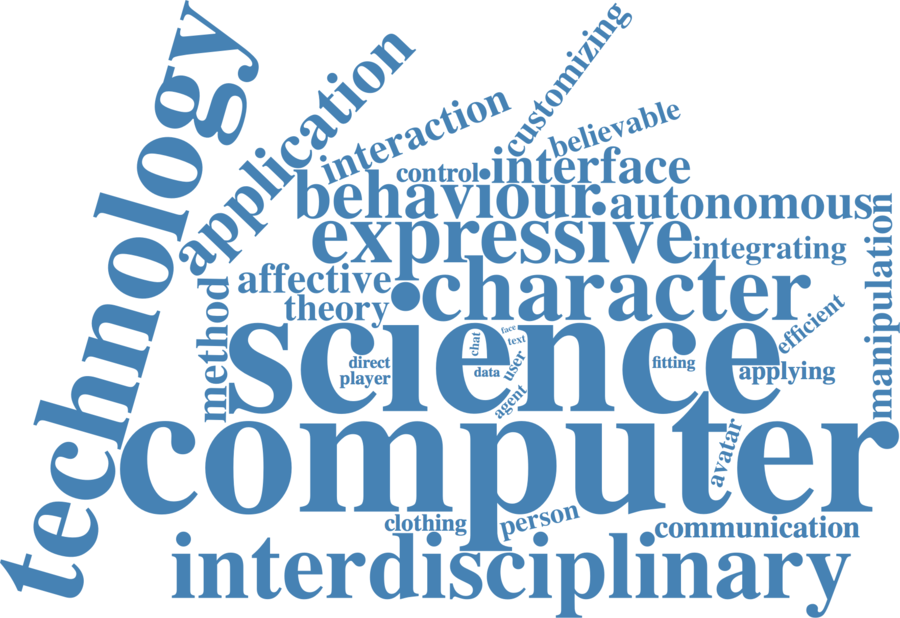 technology
application
customizing
interaction
believable
control
interface
behaviour
autonomous
expressive
integrating
manipulation
affective
character
theory
method
science
efficient
face
chat
text
direct
player
data
user
fitting
applying
agent
computer
avatar
clothing
person
communication
interdisciplinary